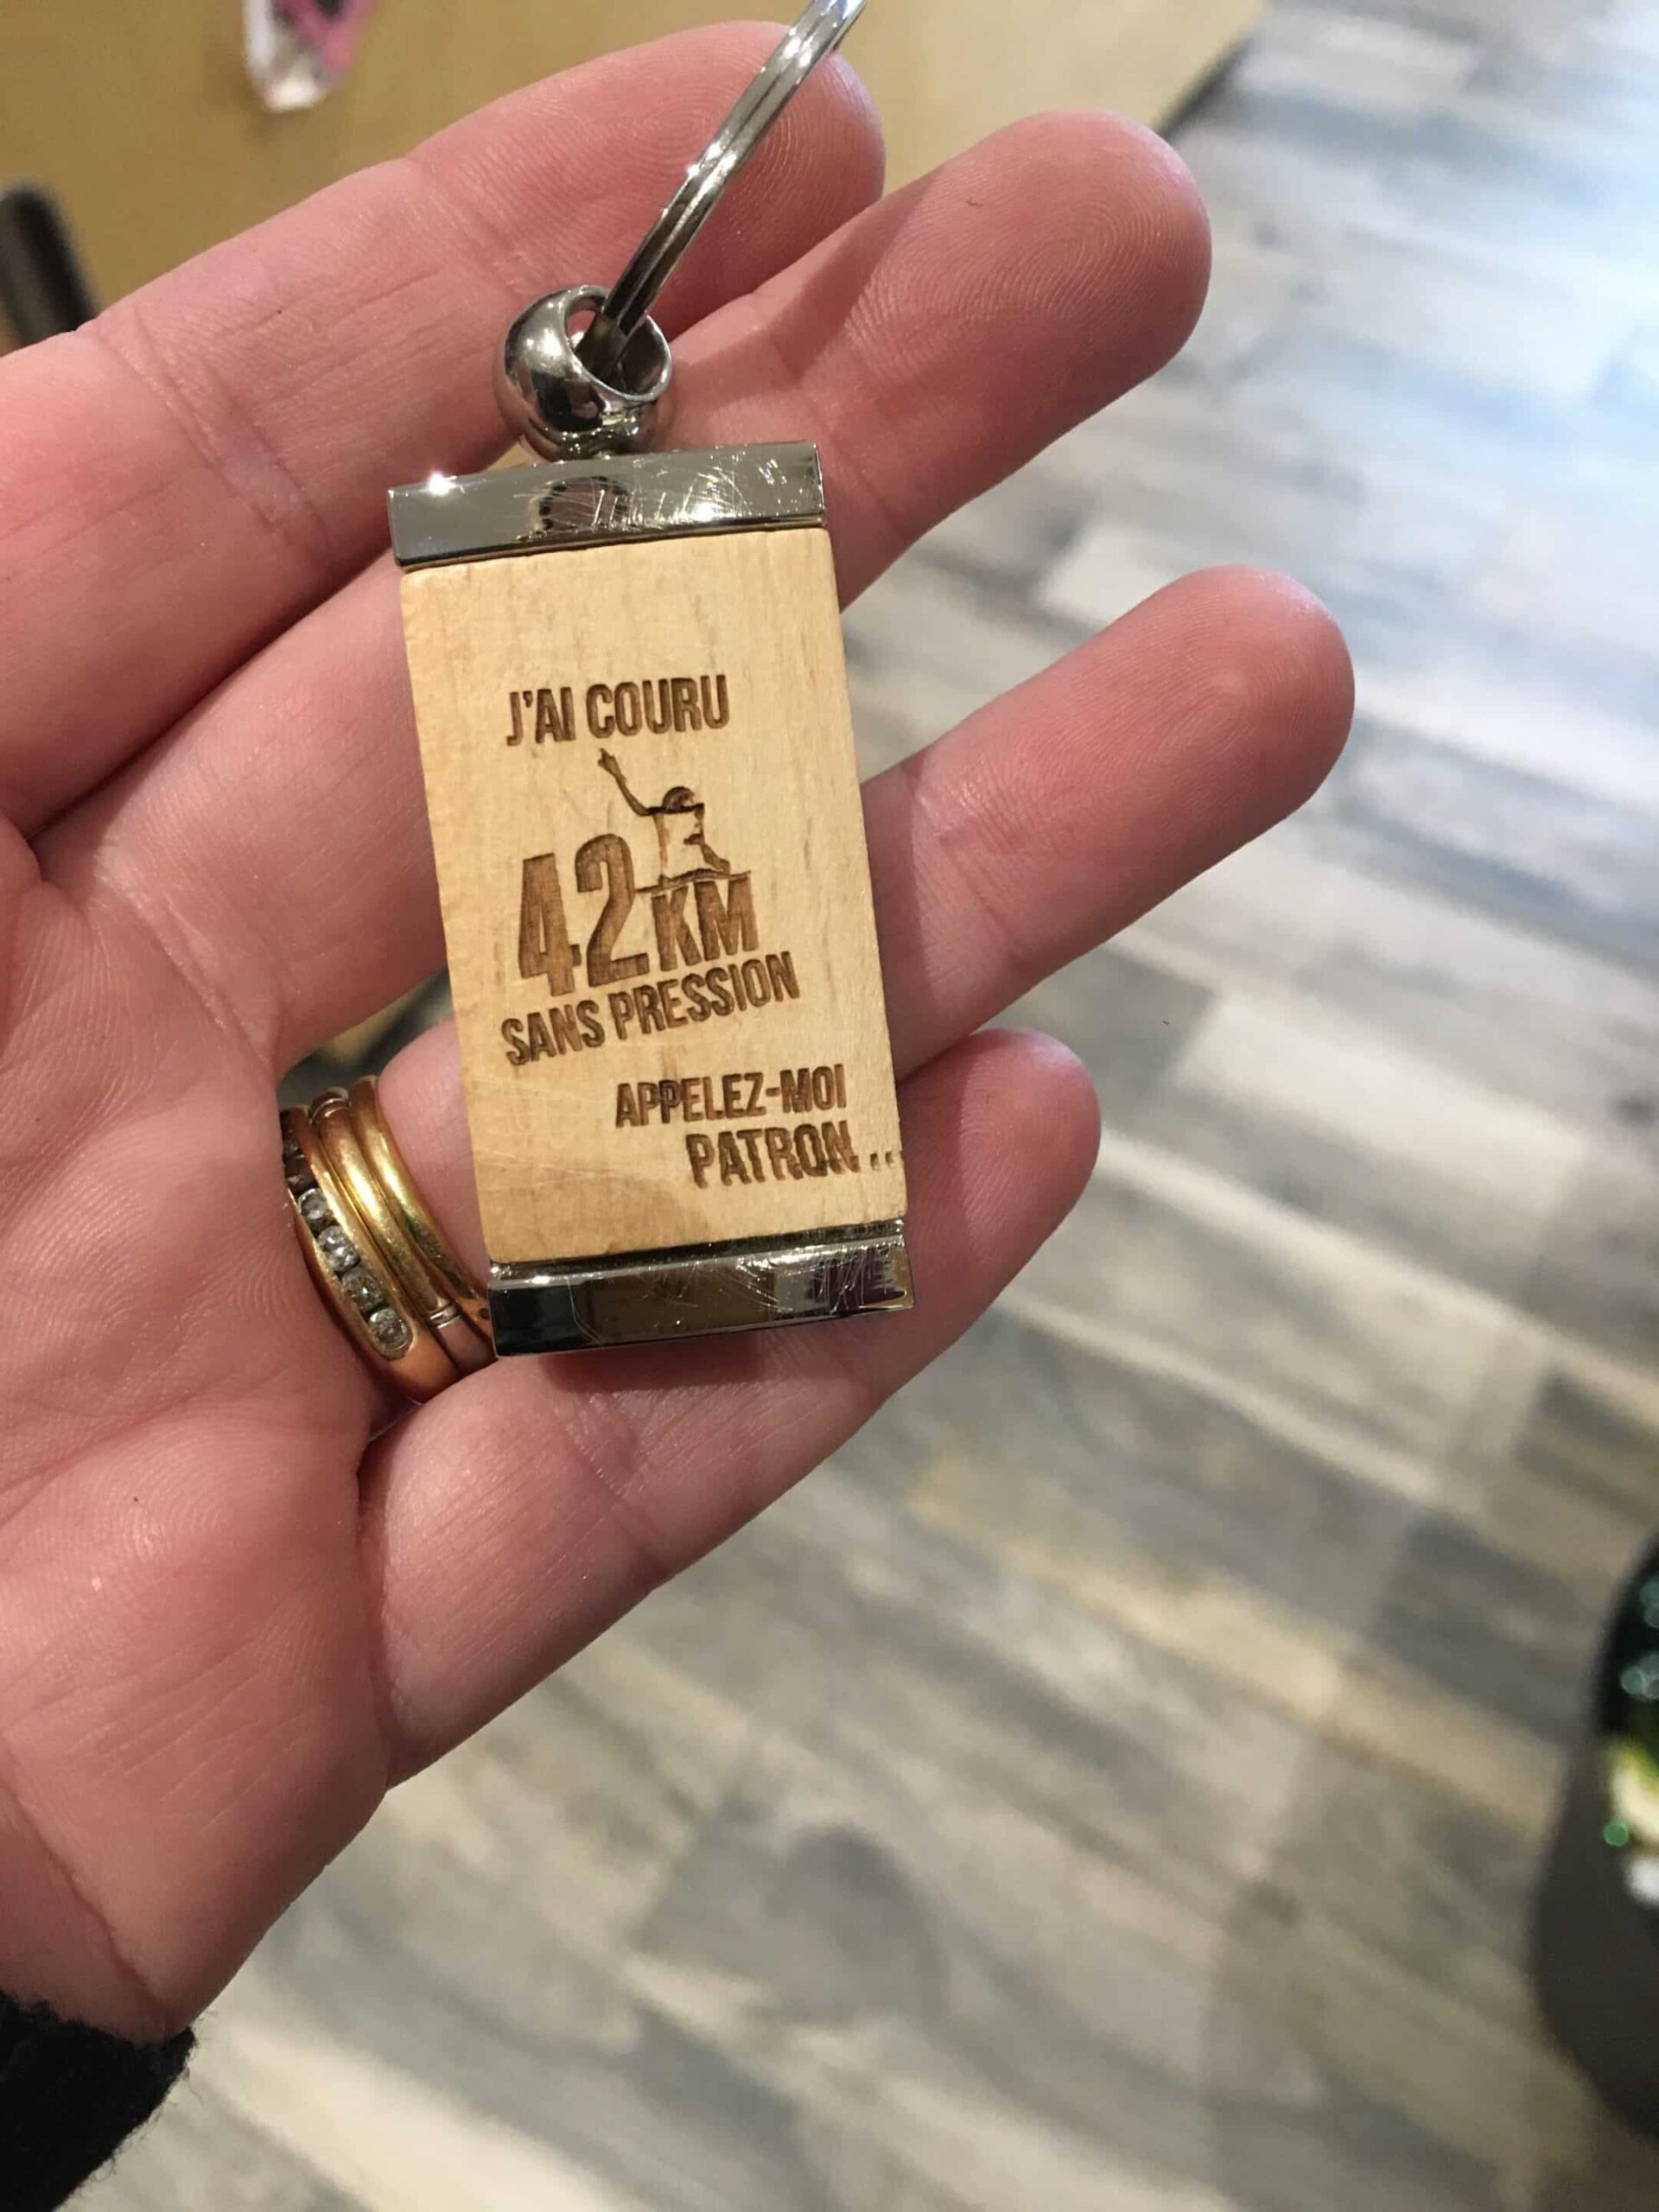 J'AI COURU
42KM
SANS PRESSION
APPELEZ-MOI
PATRON...